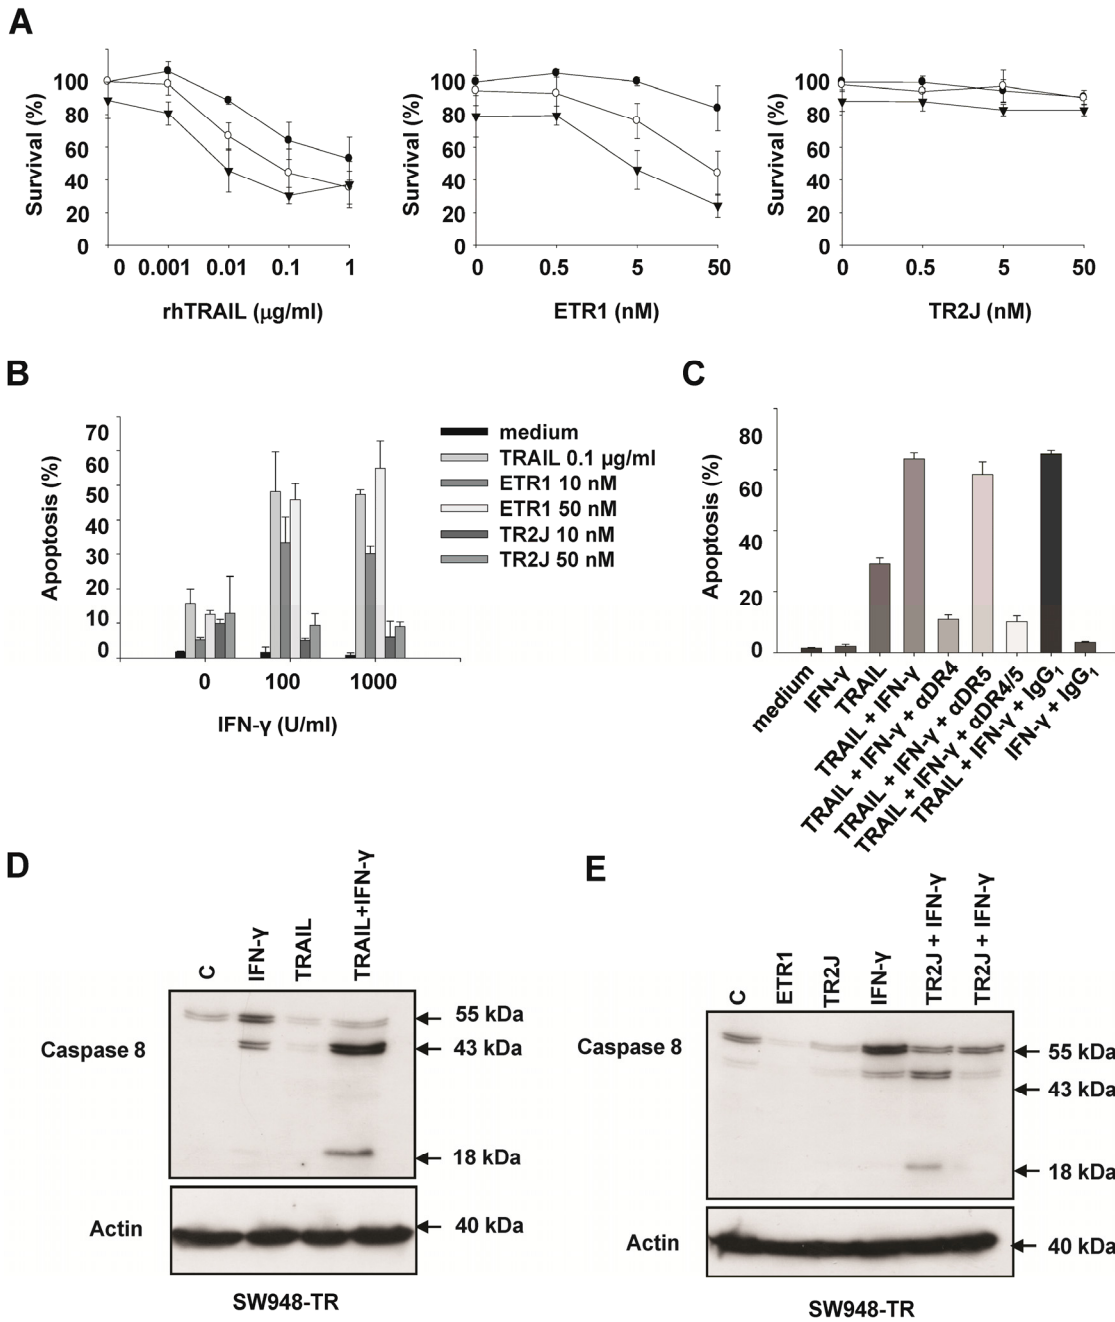 A
Survival (%)
100
80
60
40
20
0
0 0.001 0.01 0.1 1
rhTRAIL (µg/ml)
Survival (%)
100
80
60
40
20
0
0 0.5 5 50
ETR1 (nM)
Survival (%)
100
80
60
40
20
0
0 0.5 5 50
TR2J (nM)
B
Apoptosis (%)
70
60
50
40
30
20
10
0
0 100 1000
IFN-γ (U/ml)
medium
TRAIL 0.1 µg/ml
ETR1 10 nM
ETR1 50 nM
TR2J 10 nM
TR2J 50 nM
C
Apoptosis (%)
80
60
40
20
0
medium
IFN-γ
TRAIL
TRAIL + IFN-γ
TRAIL + IFN-γ + αDR4
TRAIL + IFN-γ + αDR5
TRAIL + IFN-γ + αDR4/5
TRAIL + IFN-γ + IgG₁
IFN-γ + IgG₁
D
C
IFN-γ
TRAIL
TRAIL+IFN-γ
Caspase 8
55 kDa
43 kDa
18 kDa
Actin
40 kDa
SW948-TR
E
C
ETR1
TR2J
IFN-γ
TR2J + IFN-γ
TR2J + IFN-γ
Caspase 8
55 kDa
43 kDa
18 kDa
Actin
40 kDa
SW948-TR